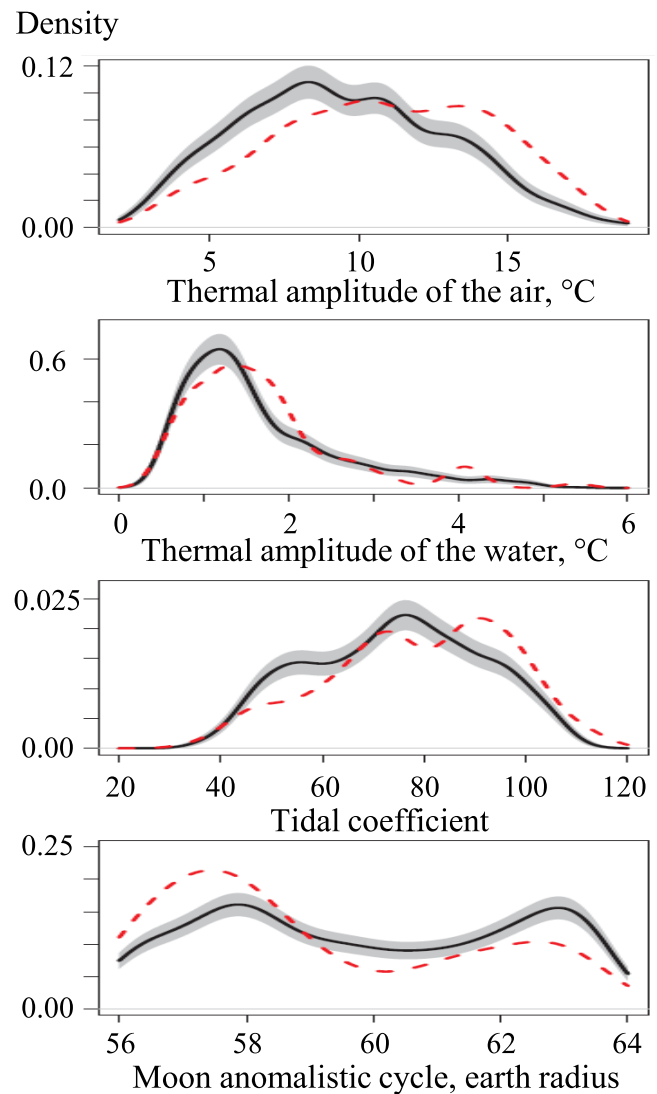 Density
0.12
0.00
5 10 15
Thermal amplitude of the air, °C
0.6
0.0
0 2 4 6
Thermal amplitude of the water, °C
0.025
0.00
20 40 60 80 100 120
Tidal coefficient
0.25
0.00
56 58 60 62 64
Moon anomalistic cycle, earth radius